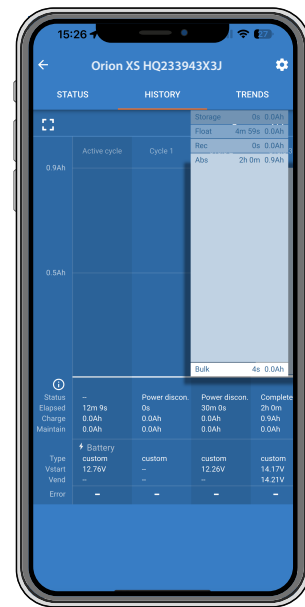 15:26
27
Orion XS HQ233943X3J
STATUS HISTORY TRENDS
Storage 0s 0.0Ah
Float 4m 59s 0.0Ah
Rec 0s 0.0Ah
Active cycle Cycle 1 Abs 2h 0m 0.9Ah
0.9Ah
0.5Ah
Bulk 4s 0.0Ah
Status – Power discon. Power discon. Complete
Elapsed 12m 9s 0s 30m 0s 2h 0m
Charge 0.0Ah 0.0Ah 0.0Ah 0.9Ah
Maintain 0.0Ah 0.0Ah 0.0Ah 0.0Ah
Battery
Type custom custom custom custom
Vstart 12.76V – 12.26V 14.17V
Vend – – – 14.21V
Error – – – –